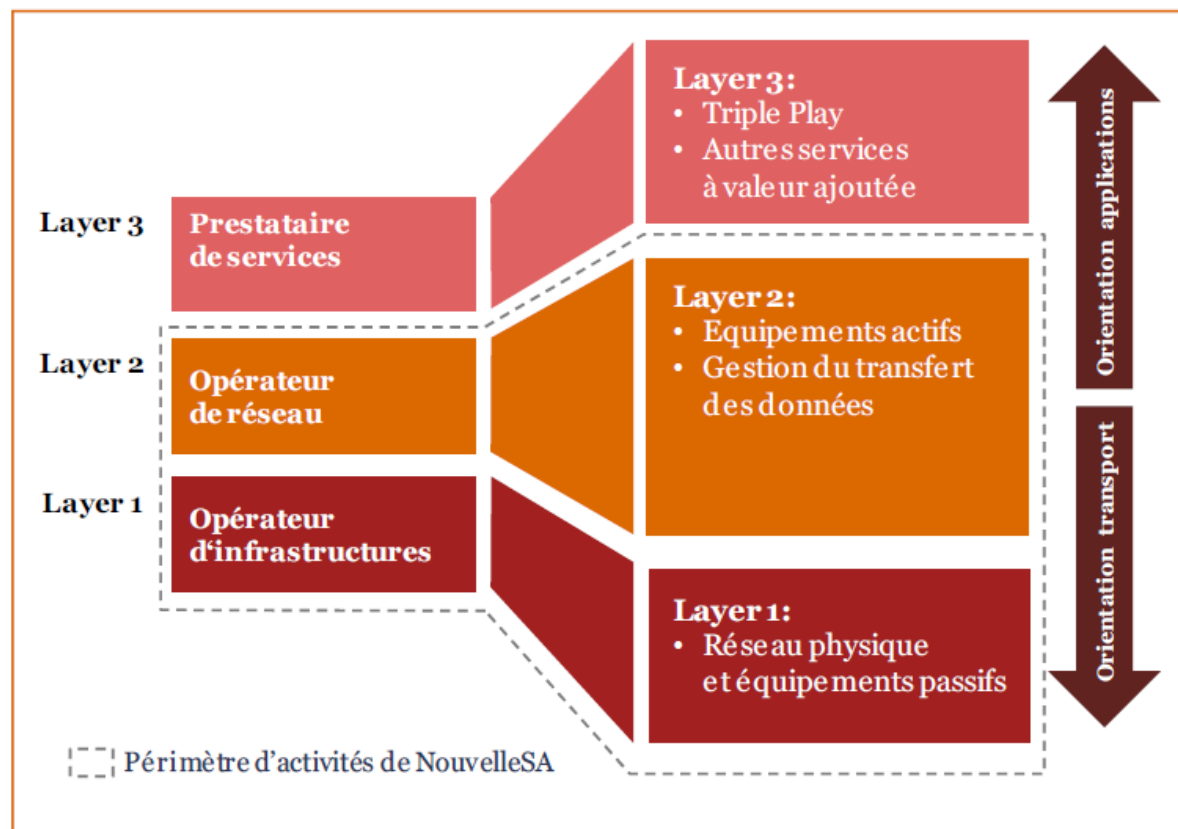 Layer 3
Prestataire
de services
Layer 2
Opérateur
de réseau
Layer 1
Opérateur
d‘infrastructures
Layer 3:
• Triple Play
• Autres services
à valeur ajoutée
Layer 2:
• Equipements actifs
• Gestion du transfert
des données
Layer 1:
• Réseau physique
et équipements passifs
Orientation applications
Orientation transport
Périmètre d’activités de NouvelleSA